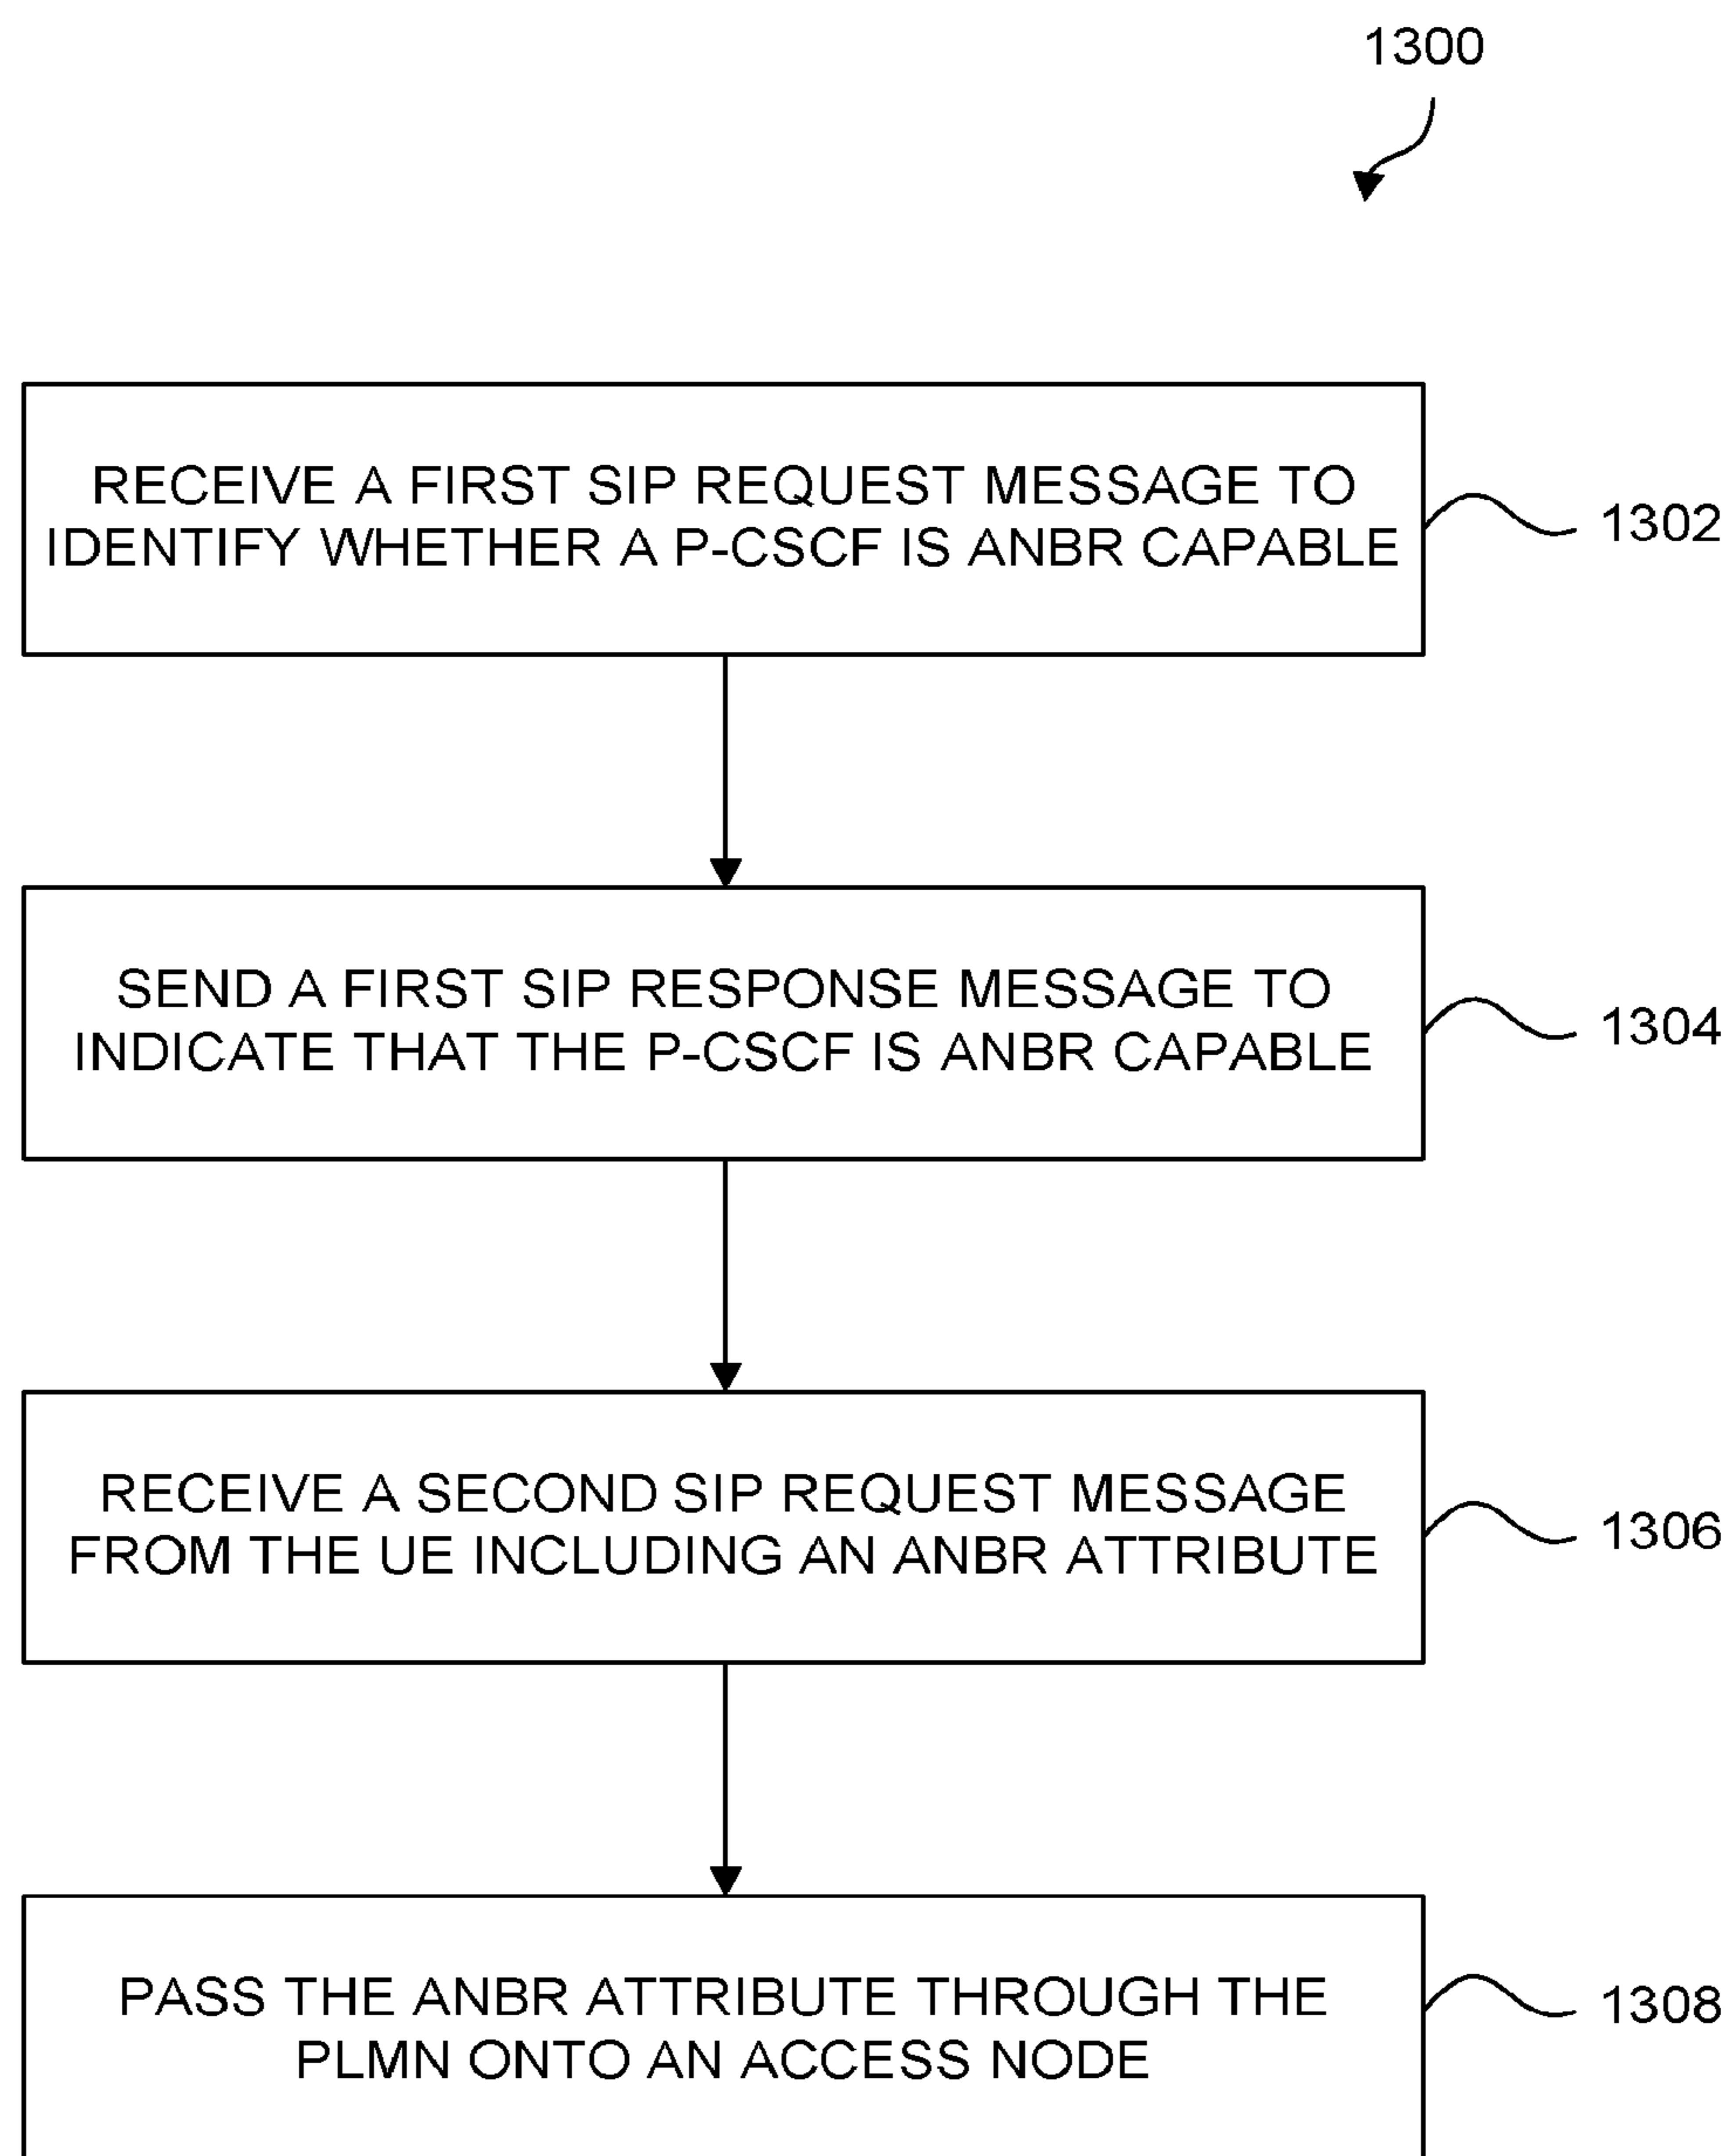 1300
RECEIVE A FIRST SIP REQUEST MESSAGE TO
IDENTIFY WHETHER A P-CSCF IS ANBR CAPABLE
1302
SEND A FIRST SIP RESPONSE MESSAGE TO
INDICATE THAT THE P-CSCF IS ANBR CAPABLE
1304
RECEIVE A SECOND SIP REQUEST MESSAGE
FROM THE UE INCLUDING AN ANBR ATTRIBUTE
1306
PASS THE ANBR ATTRIBUTE THROUGH THE
PLMN ONTO AN ACCESS NODE
1308